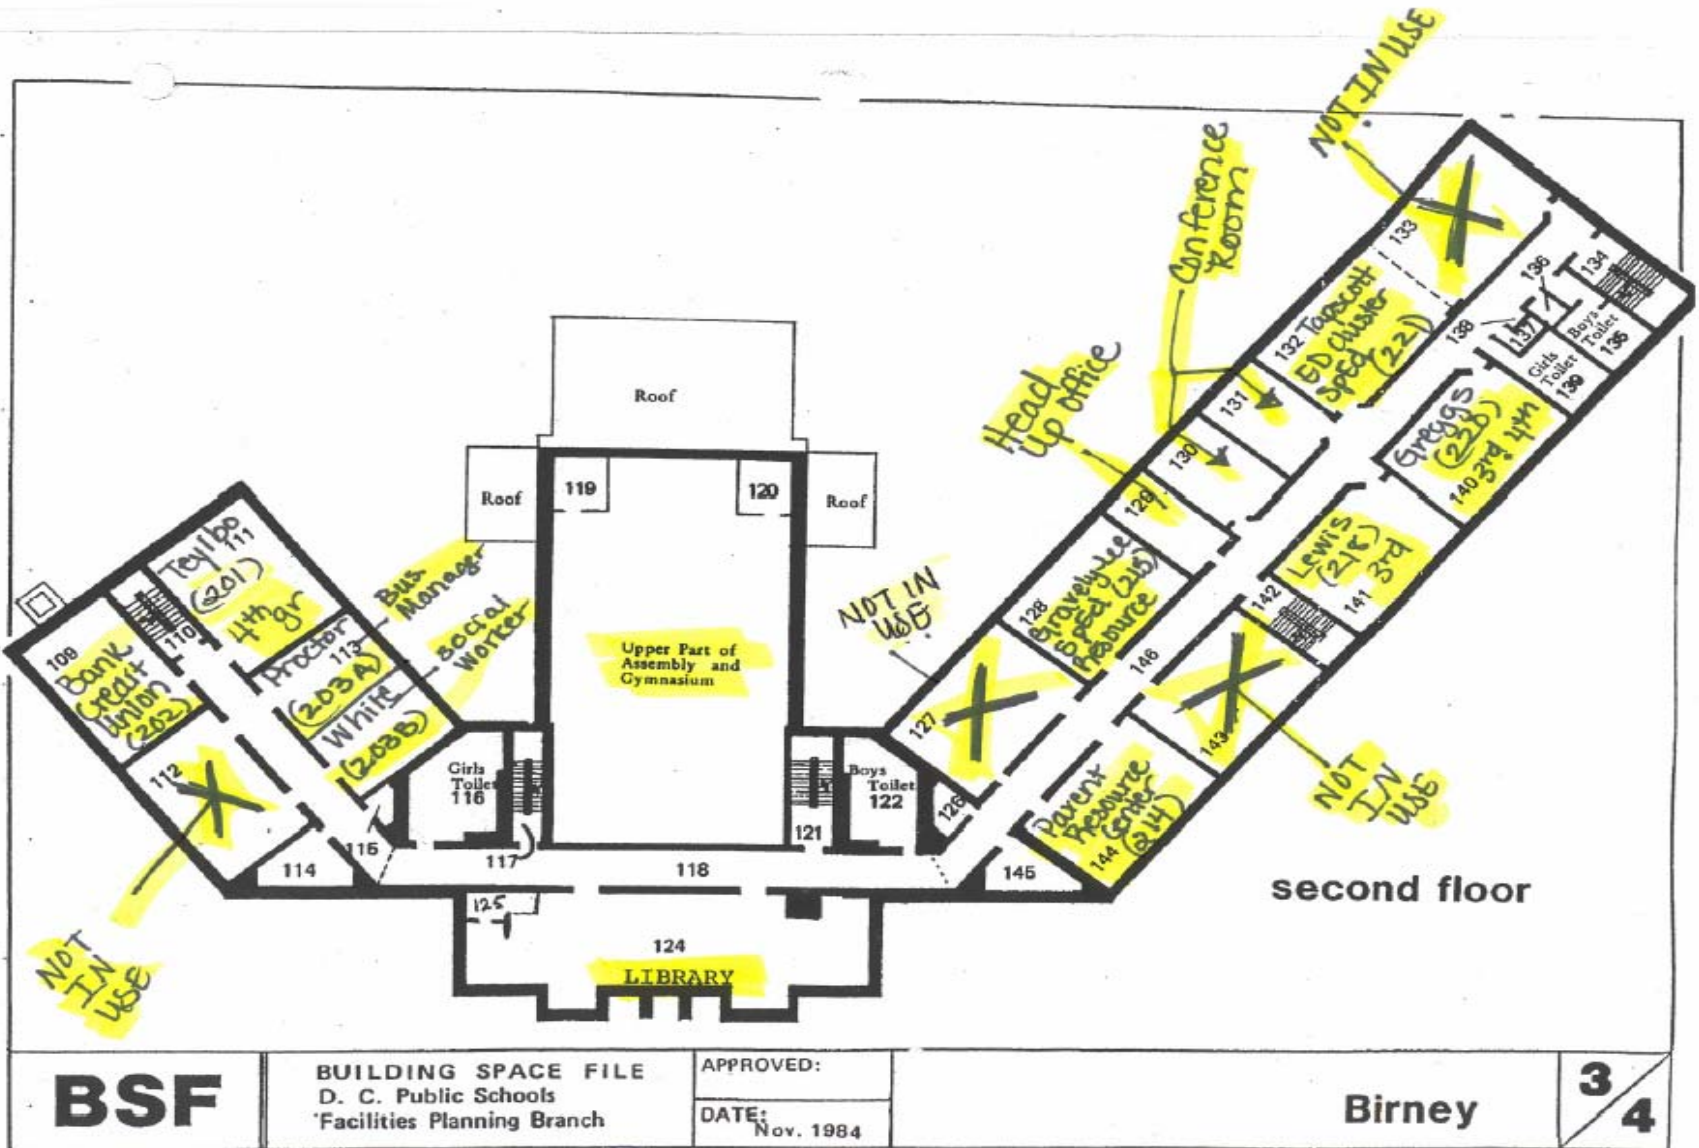 NOT IN USE
Conference
Room
133
136
134
132 Tapscott
ED Cluster
SPEd
(221)
138
137
Boys
Toilet
135
Girls
Toilet
139
Head
Up Office
131
130
129
Greggs
(228)
3rd. 4th
140
Roof
Roof
119
120
Roof
Lewis
(218)
3rd
141
142
128
SPEd (215)
Resource
NOT IN
USE
111
(201)
4th
gr
Bus.
Manager
Social
Worker
109
Bank
Credit
Union
(202)
110
Proctor
113
(203A)
White
(203B)
Upper Part of
Assembly and
Gymnasium
127
146
143
NOT
IN
USE
112
Girls
Toilet
116
Boys
Toilet
122
121
126
Parent
Resource
Center
(214)
144
114
115
117
118
145
second floor
125
124
LIBRARY
NOT
IN
USE
BSF
BUILDING SPACE FILE
D. C. Public Schools
Facilities Planning Branch
APPROVED:
DATE:
Nov. 1984
Birney
3/4